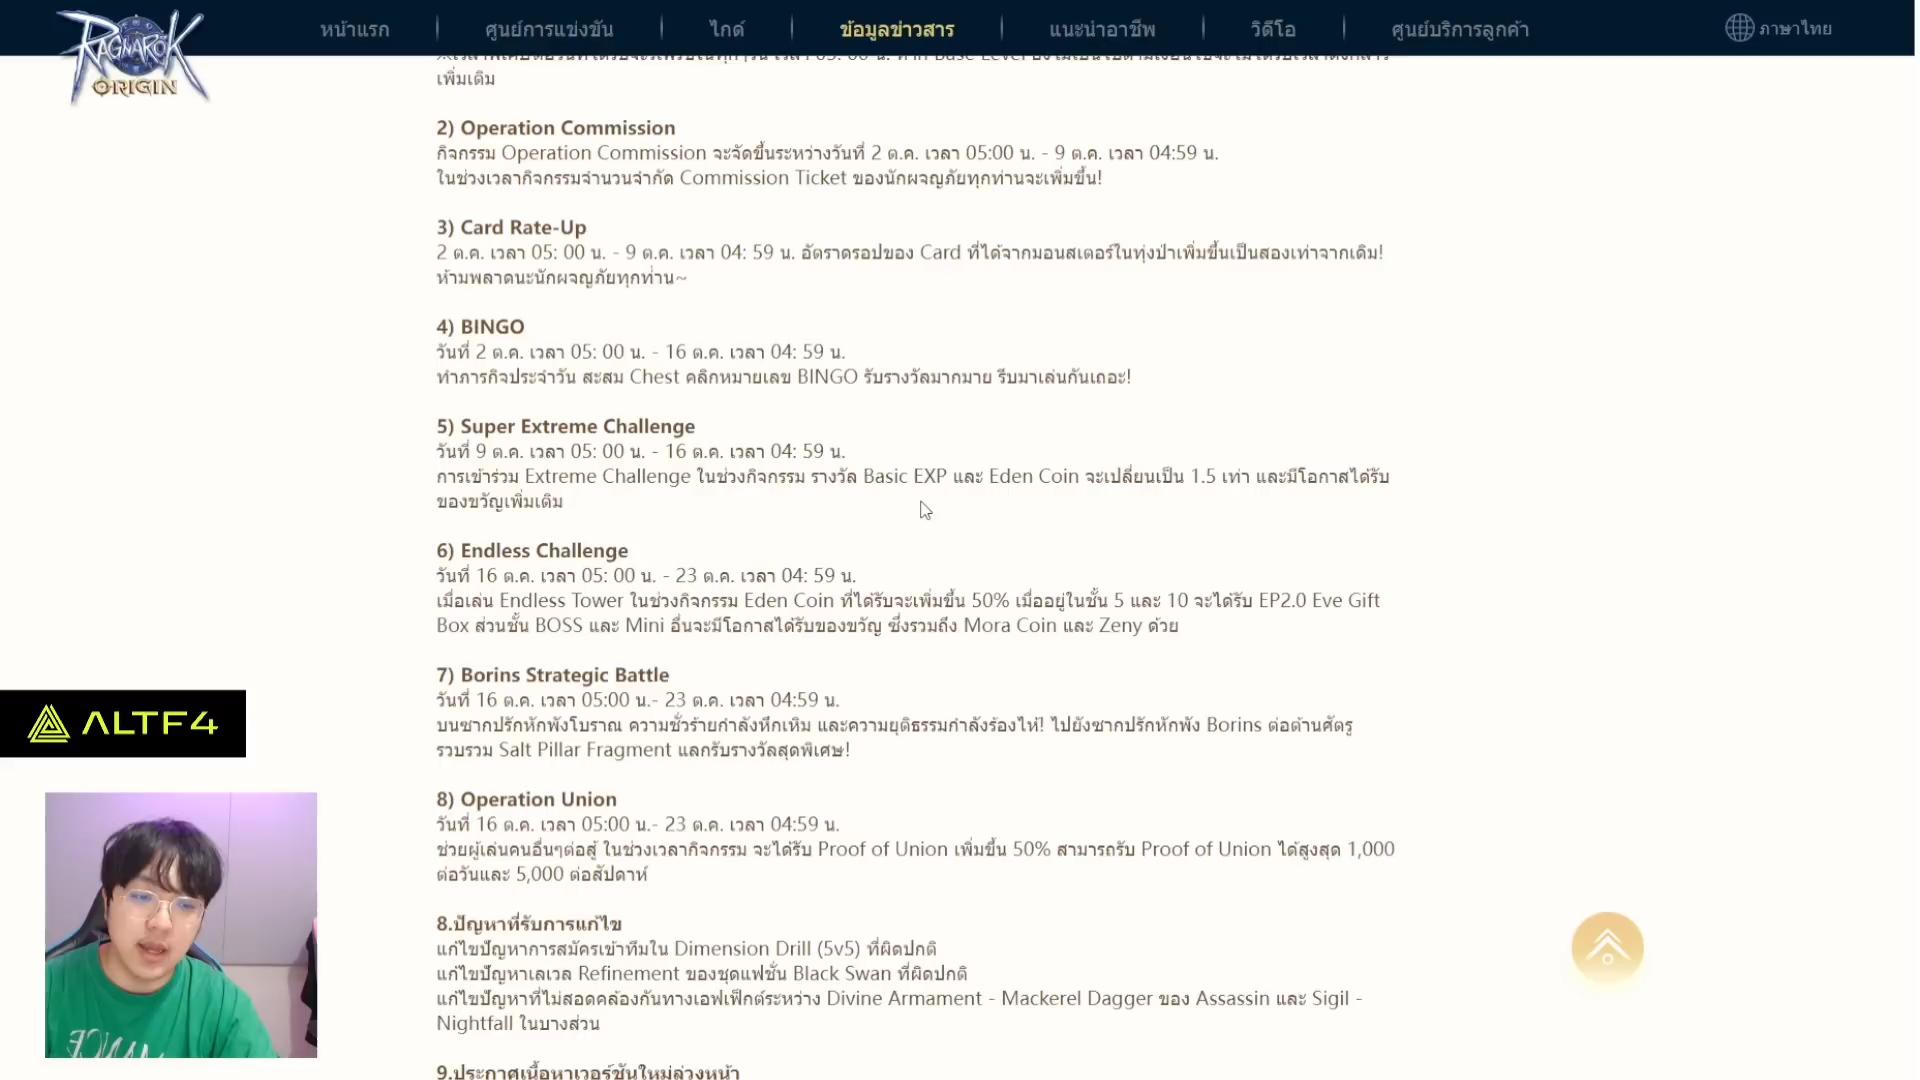 RAGNAROK
ORIGIN
หน้าแรก
ศูนย์การแข่งขัน
ไกด์
ข้อมูลข่าวสาร
แนะนำอาชีพ
วิดีโอ
ศูนย์บริการลูกค้า
ภาษาไทย
เพิ่มเติม
2) Operation Commission
กิจกรรม Operation Commission จะจัดขึ้นระหว่างวันที่ 2 ต.ค. เวลา 05:00 น. - 9 ต.ค. เวลา 04:59 น.
ในช่วงเวลากิจกรรมจำนวนจำกัด Commission Ticket ของนักผจญภัยทุกท่านจะเพิ่มขึ้น!
3) Card Rate-Up
2 ต.ค. เวลา 05: 00 น. - 9 ต.ค. เวลา 04: 59 น. อัตราดรอปของ Card ที่ได้จากมอนสเตอร์ในทุ่งป่าเพิ่มขึ้นเป็นสองเท่าจากเดิม!
ห้ามพลาดนะนักผจญภัยทุกท่าน~
4) BINGO
วันที่ 2 ต.ค. เวลา 05: 00 น. - 16 ต.ค. เวลา 04: 59 น.
ทำภารกิจประจำวัน สะสม Chest คลิกหมายเลข BINGO รับรางวัลมากมาย รีบมาเล่นกันเถอะ!
5) Super Extreme Challenge
วันที่ 9 ต.ค. เวลา 05: 00 น. - 16 ต.ค. เวลา 04: 59 น.
การเข้าร่วม Extreme Challenge ในช่วงกิจกรรม รางวัล Basic EXP และ Eden Coin จะเปลี่ยนเป็น 1.5 เท่า และมีโอกาสได้รับ
ของขวัญเพิ่มเติม
6) Endless Challenge
วันที่ 16 ต.ค. เวลา 05: 00 น. - 23 ต.ค. เวลา 04: 59 น.
เมื่อเล่น Endless Tower ในช่วงกิจกรรม Eden Coin ที่ได้รับจะเพิ่มขึ้น 50% เมื่ออยู่ในชั้น 5 และ 10 จะได้รับ EP2.0 Eve Gift
Box ส่วนชั้น BOSS และ Mini อื่นจะมีโอกาสได้รับของขวัญ ซึ่งรวมถึง Mora Coin และ Zeny ด้วย
7) Borins Strategic Battle
วันที่ 16 ต.ค. เวลา 05:00 น.- 23 ต.ค. เวลา 04:59 น.
บนซากปรักหักพังโบราณ ความชั่วร้ายกำลังหึกเหิม และความยุติธรรมกำลังร้องไห้! ไปยังซากปรักหักพัง Borins ต่อต้านศัตรู
รวบรวม Salt Pillar Fragment แลกรับรางวัลสุดพิเศษ!
8) Operation Union
วันที่ 16 ต.ค. เวลา 05:00 น.- 23 ต.ค. เวลา 04:59 น.
ช่วยผู้เล่นคนอื่นๆต่อสู้ ในช่วงเวลากิจกรรม จะได้รับ Proof of Union เพิ่มขึ้น 50% สามารถรับ Proof of Union ได้สูงสุด 1,000
ต่อวันและ 5,000 ต่อสัปดาห์
8.ปัญหาที่รับการแก้ไข
แก้ไขปัญหาการสมัครเข้าทีมใน Dimension Drill (5v5) ที่ผิดปกติ
แก้ไขปัญหาเลเวล Refinement ของชุดแฟชั่น Black Swan ที่ผิดปกติ
แก้ไขปัญหาที่ไม่สอดคล้องกันทางเอฟเฟ็กต์ระหว่าง Divine Armament - Mackerel Dagger ของ Assassin และ Sigil -
Nightfall ในบางส่วน
9.ประกาศเนื้อหาเวอร์ชันใหม่ล่วงหน้า
ALTF4